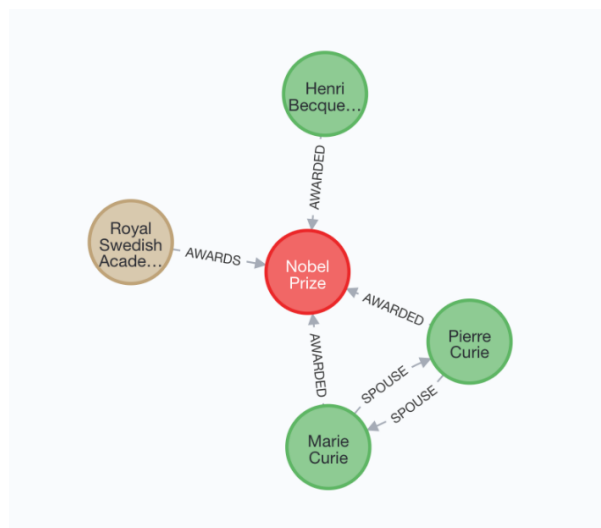 Henri
Becque…
AWARDED
Royal
Swedish
Acade…
AWARDS
Nobel
Prize
AWARDED
Pierre
Curie
AWARDED
SPOUSE
SPOUSE
Marie
Curie